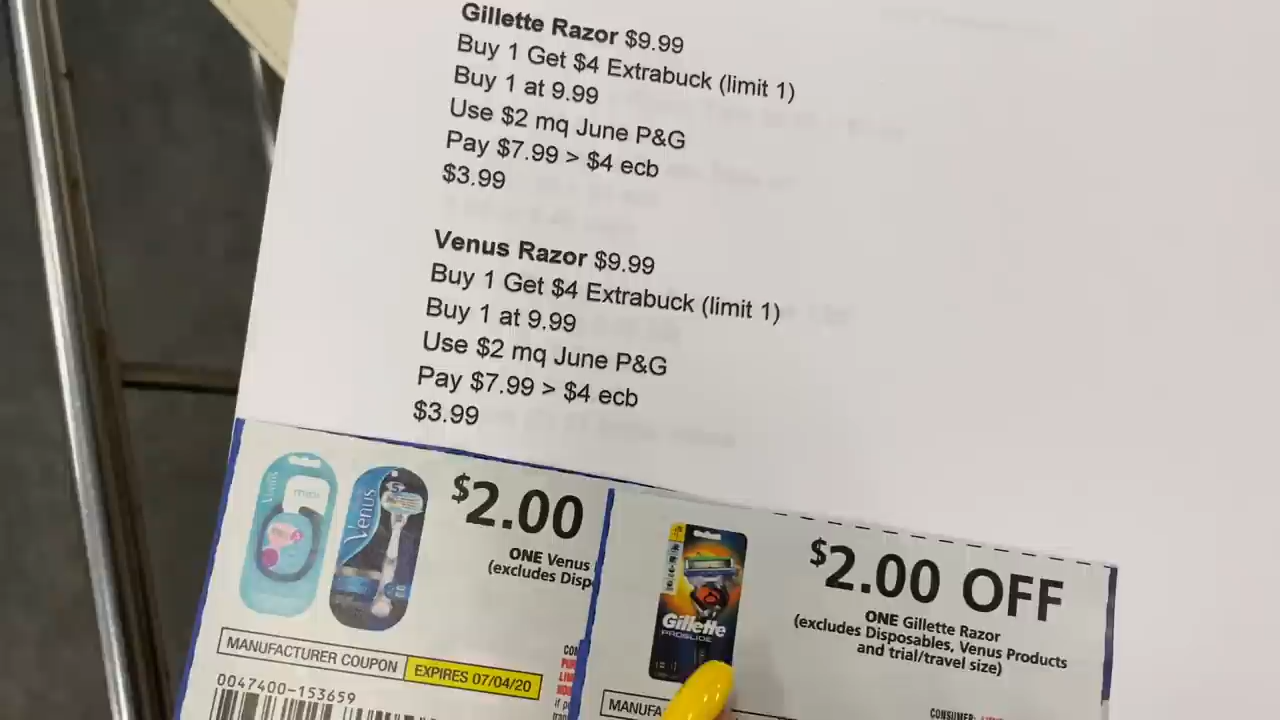 Gillette Razor $9.99
Buy 1 Get $4 Extrabuck (limit 1)
Buy 1 at 9.99
Use $2 mq June P&G
Pay $7.99 > $4 ecb
$3.99
Venus Razor $9.99
Buy 1 Get $4 Extrabuck (limit 1)
Buy 1 at 9.99
Use $2 mq June P&G
Pay $7.99 > $4 ecb
$3.99
Venus
mini
Venus
$2.00
ONE Venus
(excludes Disp
MANUFACTURER COUPON EXPIRES 07/04/20
0047400-153659
Gillette
PROGLIDE
$2.00 OFF
ONE Gillette Razor
(excludes Disposables, Venus Products
and trial/travel size)
MANUFA
CONSUMER: